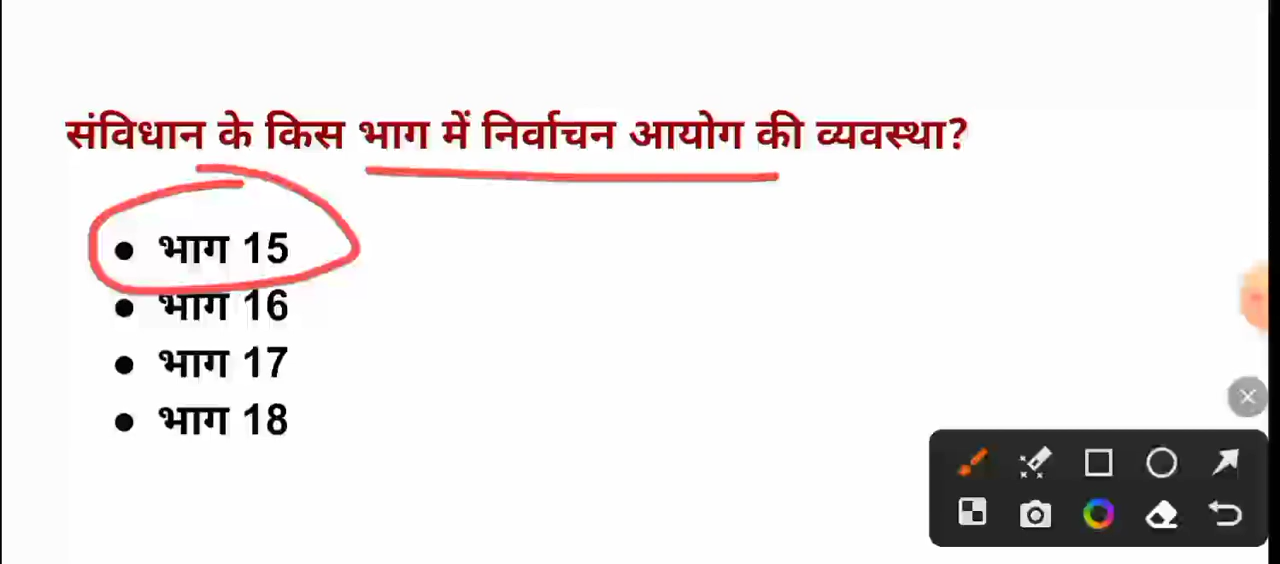 संविधान के किस भाग में निर्वाचन आयोग की व्यवस्था?
• भाग 15
• भाग 16
• भाग 17
• भाग 18